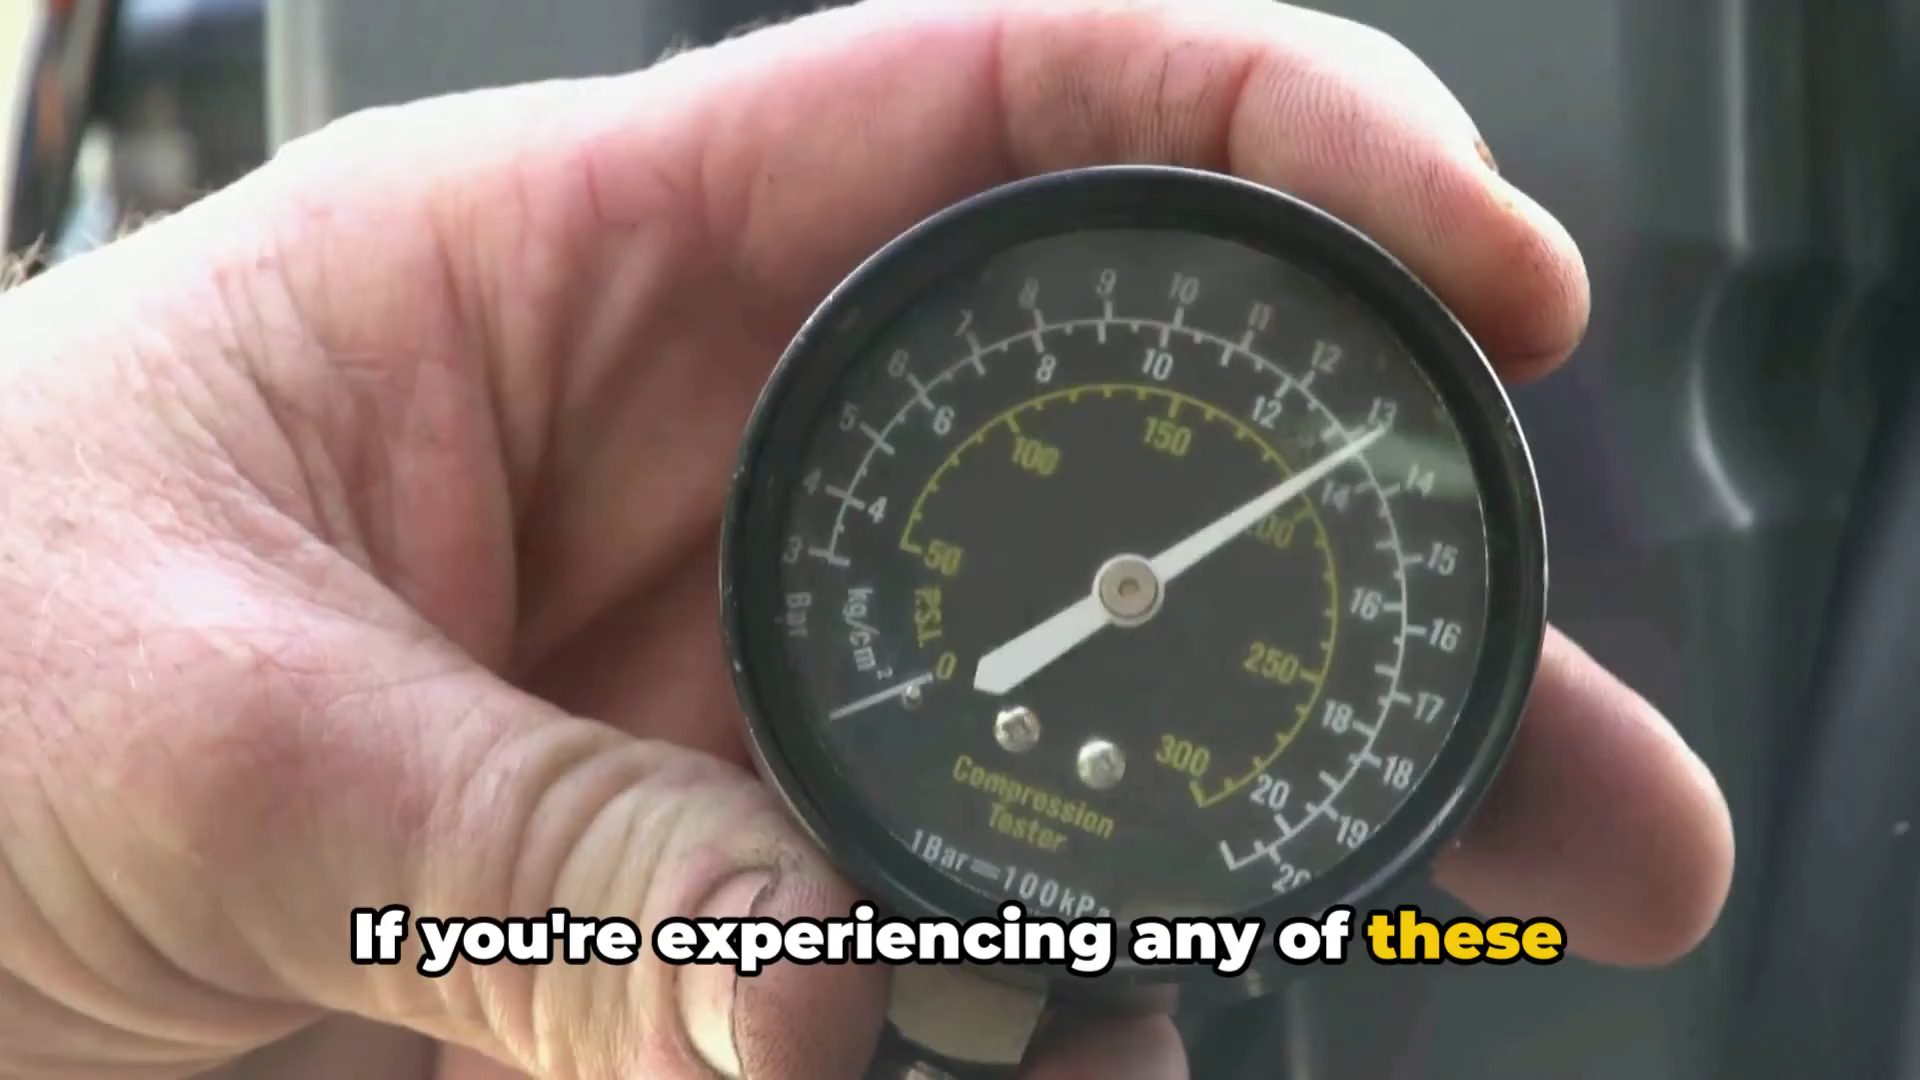 3 4 5 6 7 8 9 10 11 12 13 14 15 16 17 18 19
4 6 8 10 12 14 16 18 20
50 100 150 250 300
Bar
kg/cm²
PSI
0
Compression
Tester
1Bar=100kPa
If you're experiencing any of these